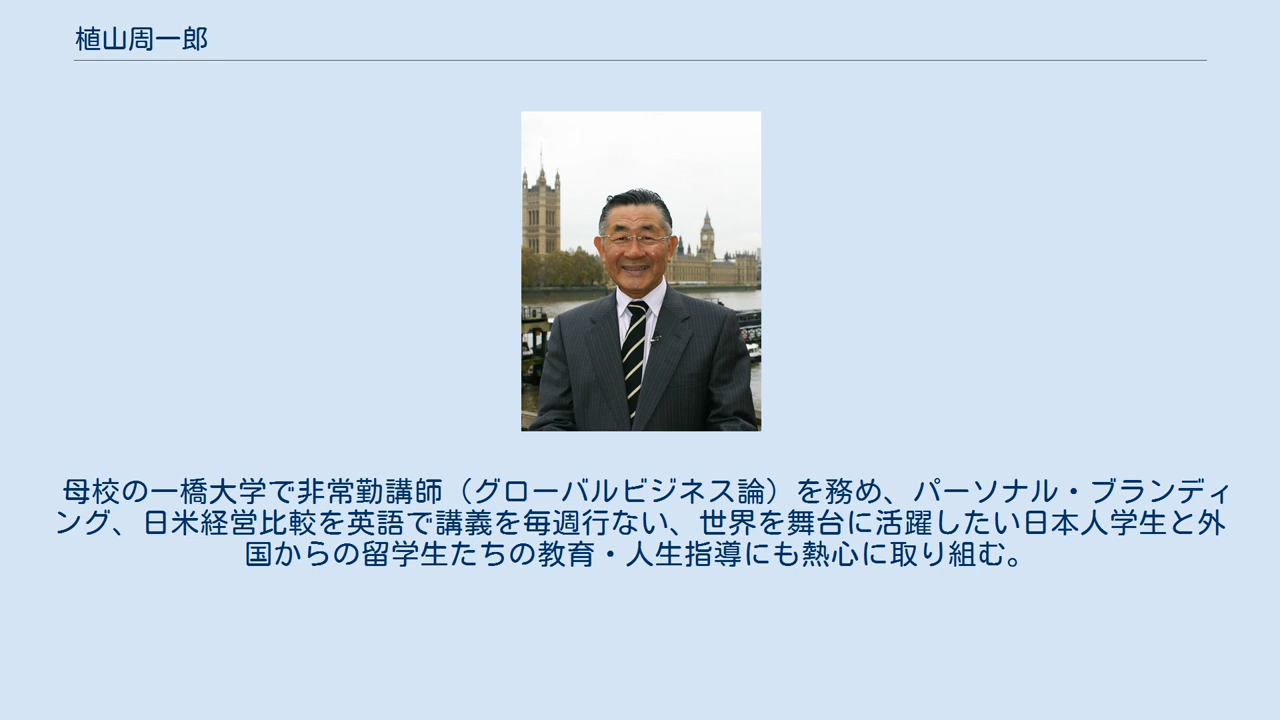 植山周一郎
母校の一橋大学で非常勤講師（グローバルビジネス論）を務め、パーソナル・ブランディ
ング、日米経営比較を英語で講義を毎週行ない、世界を舞台に活躍したい日本人学生と外
国からの留学生たちの教育・人生指導にも熱心に取り組む。